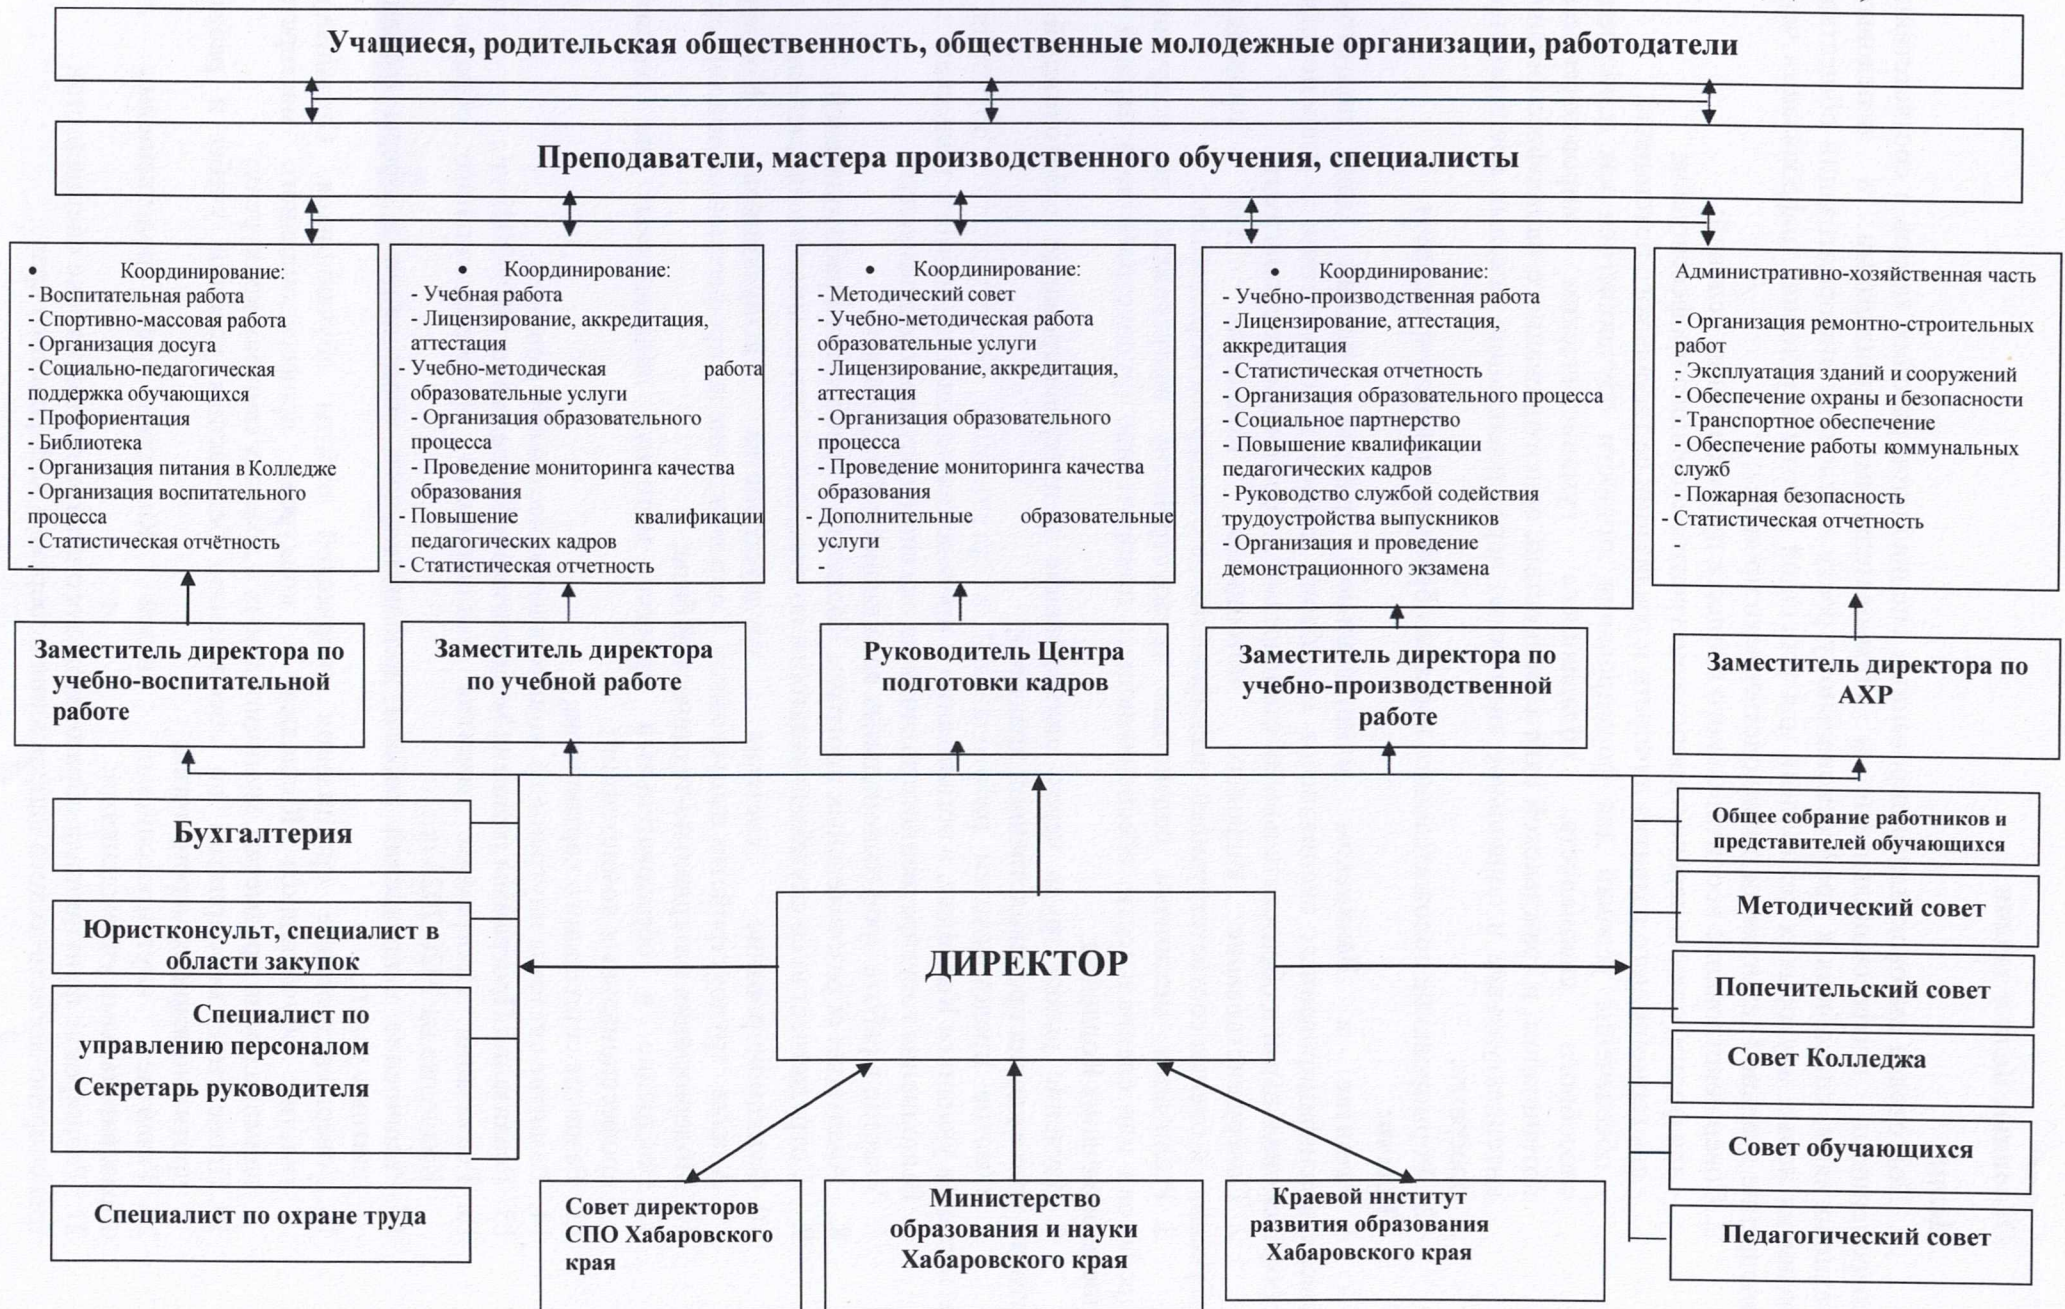 Учащиеся, родительская общественность, общественные молодежные организации, работодатели
Преподаватели, мастера производственного обучения, специалисты
• Координирование:
- Воспитательная работа
- Спортивно-массовая работа
- Организация досуга
- Социально-педагогическая
поддержка обучающихся
- Профориентация
- Библиотека
- Организация питания в Колледже
- Организация воспитательного
процесса
- Статистическая отчётность
-
• Координирование:
- Учебная работа
- Лицензирование, аккредитация,
аттестация
- Учебно-методическая работа
образовательные услуги
- Организация образовательного
процесса
- Проведение мониторинга качества
образования
- Повышение квалификации
педагогических кадров
- Статистическая отчетность
• Координирование:
- Методический совет
- Учебно-методическая работа
образовательные услуги
- Лицензирование, аккредитация,
аттестация
- Организация образовательного
процесса
- Проведение мониторинга качества
образования
- Дополнительные образовательные
услуги
-
• Координирование:
- Учебно-производственная работа
- Лицензирование, аттестация,
аккредитация
- Статистическая отчетность
- Организация образовательного процесса
- Социальное партнерство
- Повышение квалификации
педагогических кадров
- Руководство службой содействия
трудоустройства выпускников
- Организация и проведение
демонстрационного экзамена
Административно-хозяйственная часть
- Организация ремонтно-строительных
работ
- Эксплуатация зданий и сооружений
- Обеспечение охраны и безопасности
- Транспортное обеспечение
- Обеспечение работы коммунальных
служб
- Пожарная безопасность
- Статистическая отчетность
-
Заместитель директора по
учебно-воспитательной
работе
Заместитель директора
по учебной работе
Руководитель Центра
подготовки кадров
Заместитель директора по
учебно-производственной
работе
Заместитель директора по
АХР
Бухгалтерия
Юристконсульт, специалист в
области закупок
Специалист по
управлению персоналом
Секретарь руководителя
Специалист по охране труда
ДИРЕКТОР
Общее собрание работников и
представителей обучающихся
Методический совет
Попечительский совет
Совет Колледжа
Совет обучающихся
Педагогический совет
Совет директоров
СПО Хабаровского
края
Министерство
образования и науки
Хабаровского края
Краевой институт
развития образования
Хабаровского края